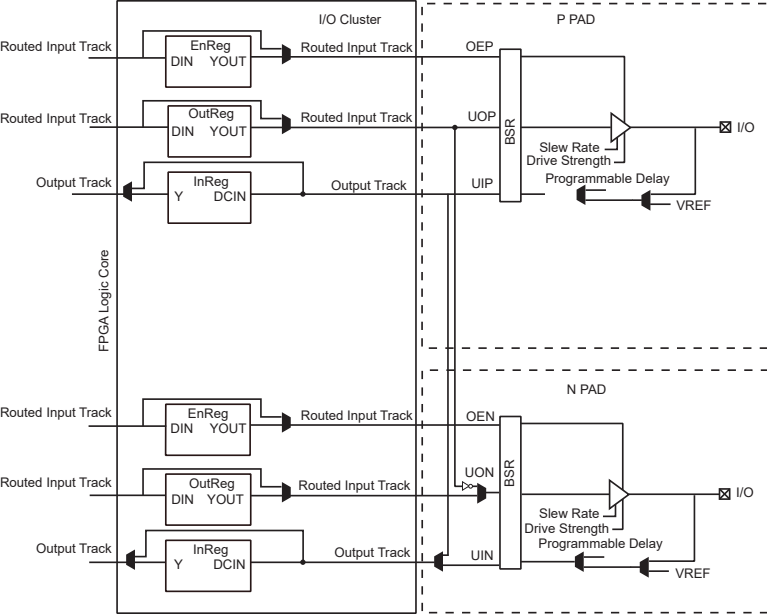 I/O Cluster
P PAD
Routed Input Track
EnReg
DIN YOUT
Routed Input Track
OEP
Routed Input Track
OutReg
DIN YOUT
Routed Input Track
UOP
BSR
I/O
Slew Rate
Drive Strength
Output Track
InReg
Y DCIN
Output Track
UIP
Programmable Delay
VREF
FPGA Logic Core
N PAD
Routed Input Track
EnReg
DIN YOUT
Routed Input Track
OEN
Routed Input Track
OutReg
DIN YOUT
Routed Input Track
UON
BSR
I/O
Slew Rate
Drive Strength
Output Track
InReg
Y DCIN
Output Track
UIN
Programmable Delay
VREF